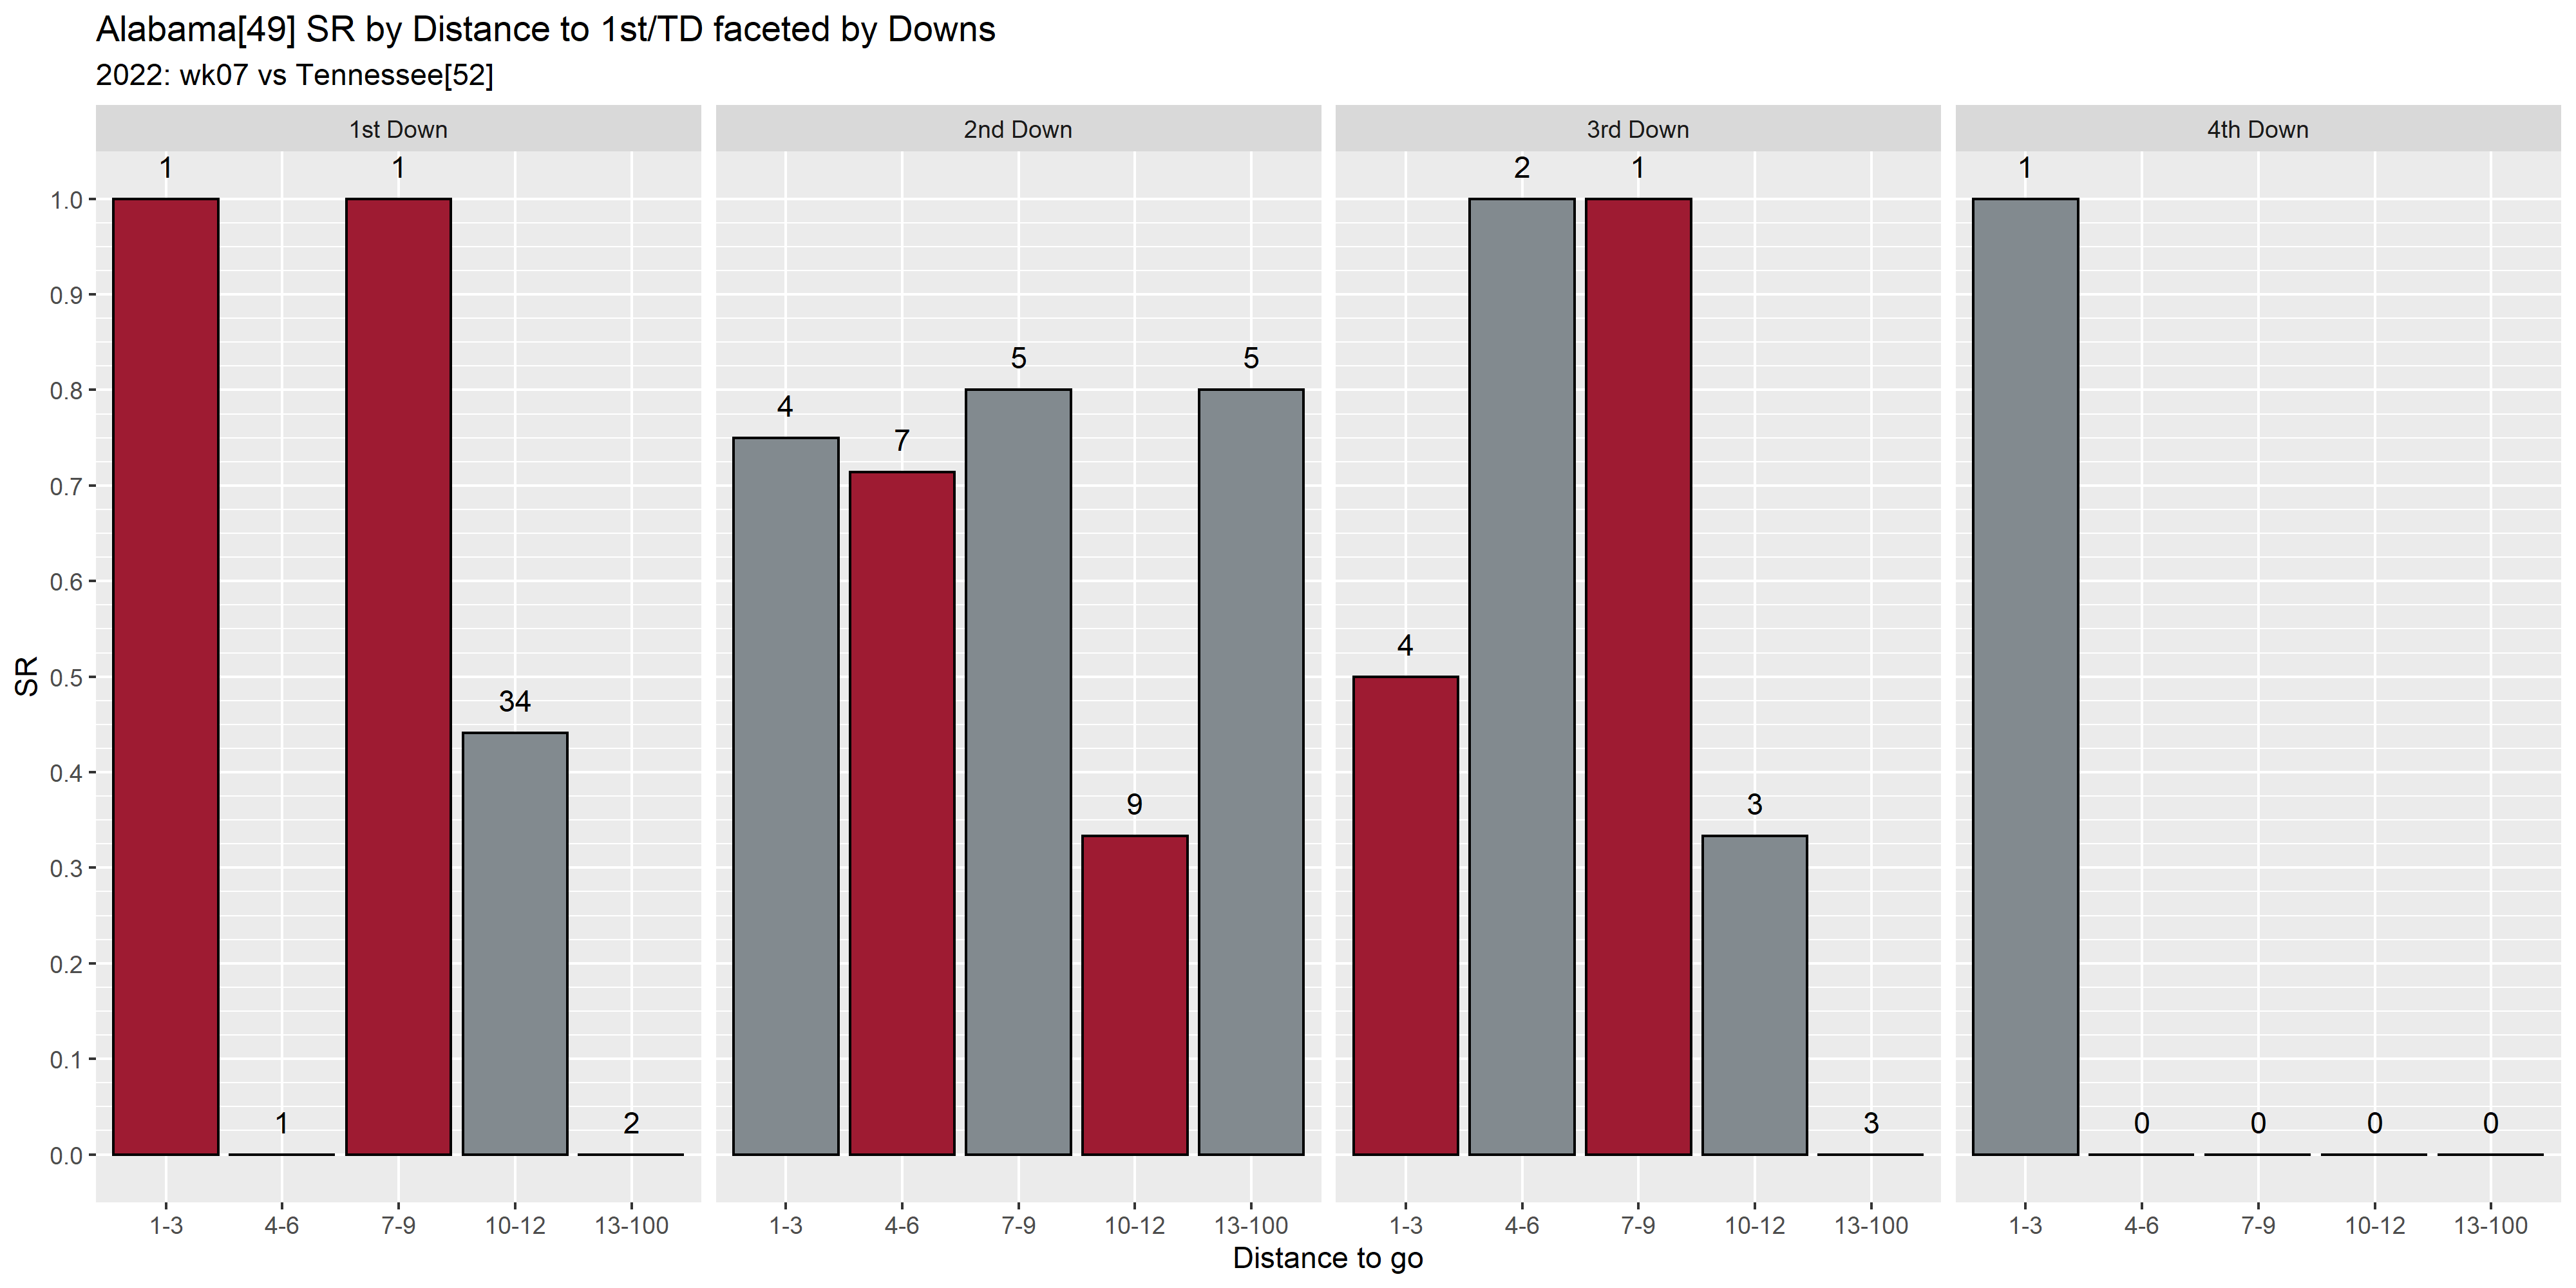 Alabama[49] SR by Distance to 1st/TD faceted by Downs
2022: wk07 vs Tennessee[52]
1st Down
2nd Down
3rd Down
4th Down
1 1 1 34 2
4 7 5 9 5
4 2 1 3 3
1 0 0 0 0
SR
1.0
0.9
0.8
0.7
0.6
0.5
0.4
0.3
0.2
0.1
0.0
1-3 4-6 7-9 10-12 13-100
1-3 4-6 7-9 10-12 13-100
1-3 4-6 7-9 10-12 13-100
1-3 4-6 7-9 10-12 13-100
Distance to go